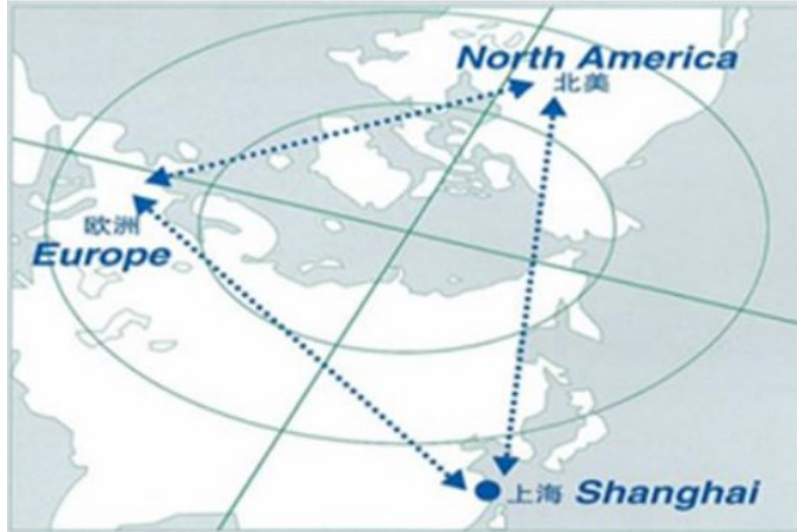 North America
北美
欧洲
Europe
上海 Shanghai